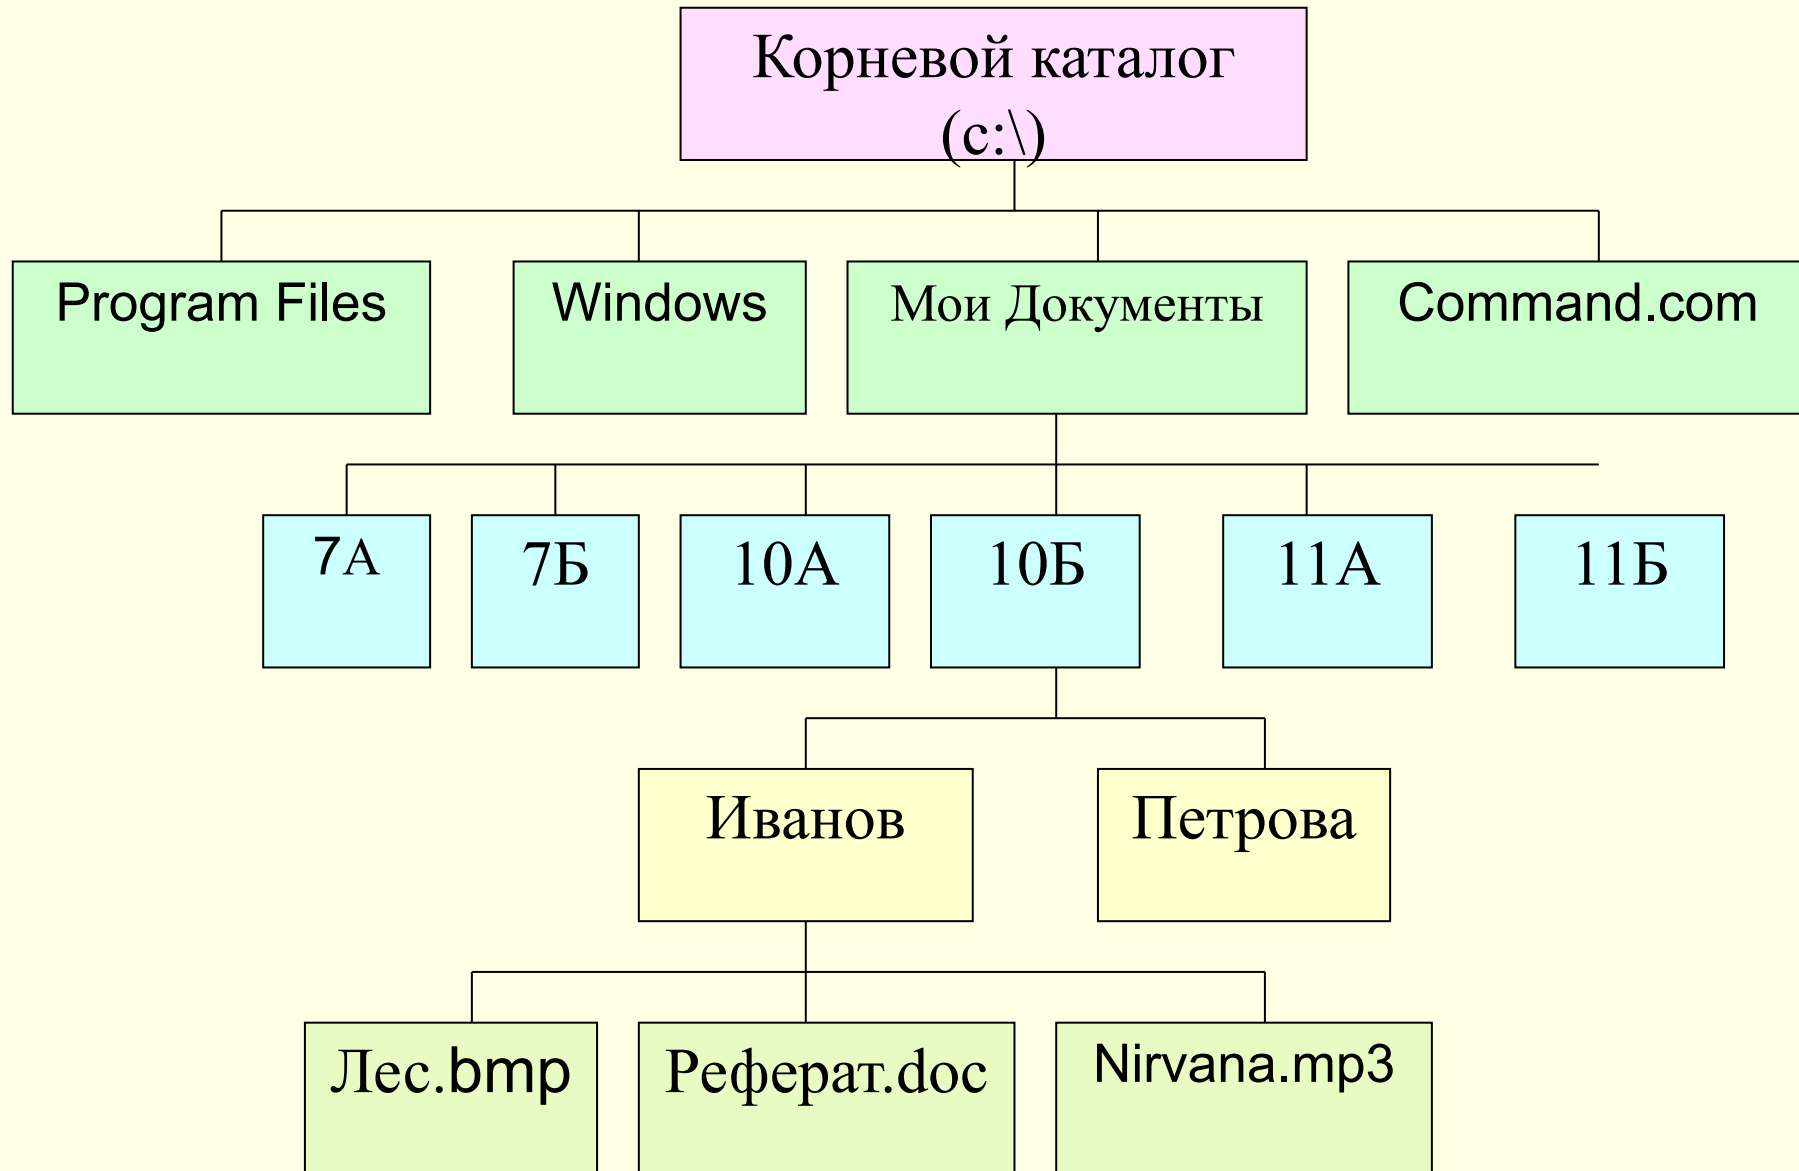 Корневой каталог
(c:\)
Program Files
Windows
Мои Документы
Command.com
7А
7Б
10А
10Б
11А
11Б
Иванов
Петрова
Лес.bmp
Реферат.doc
Nirvana.mp3